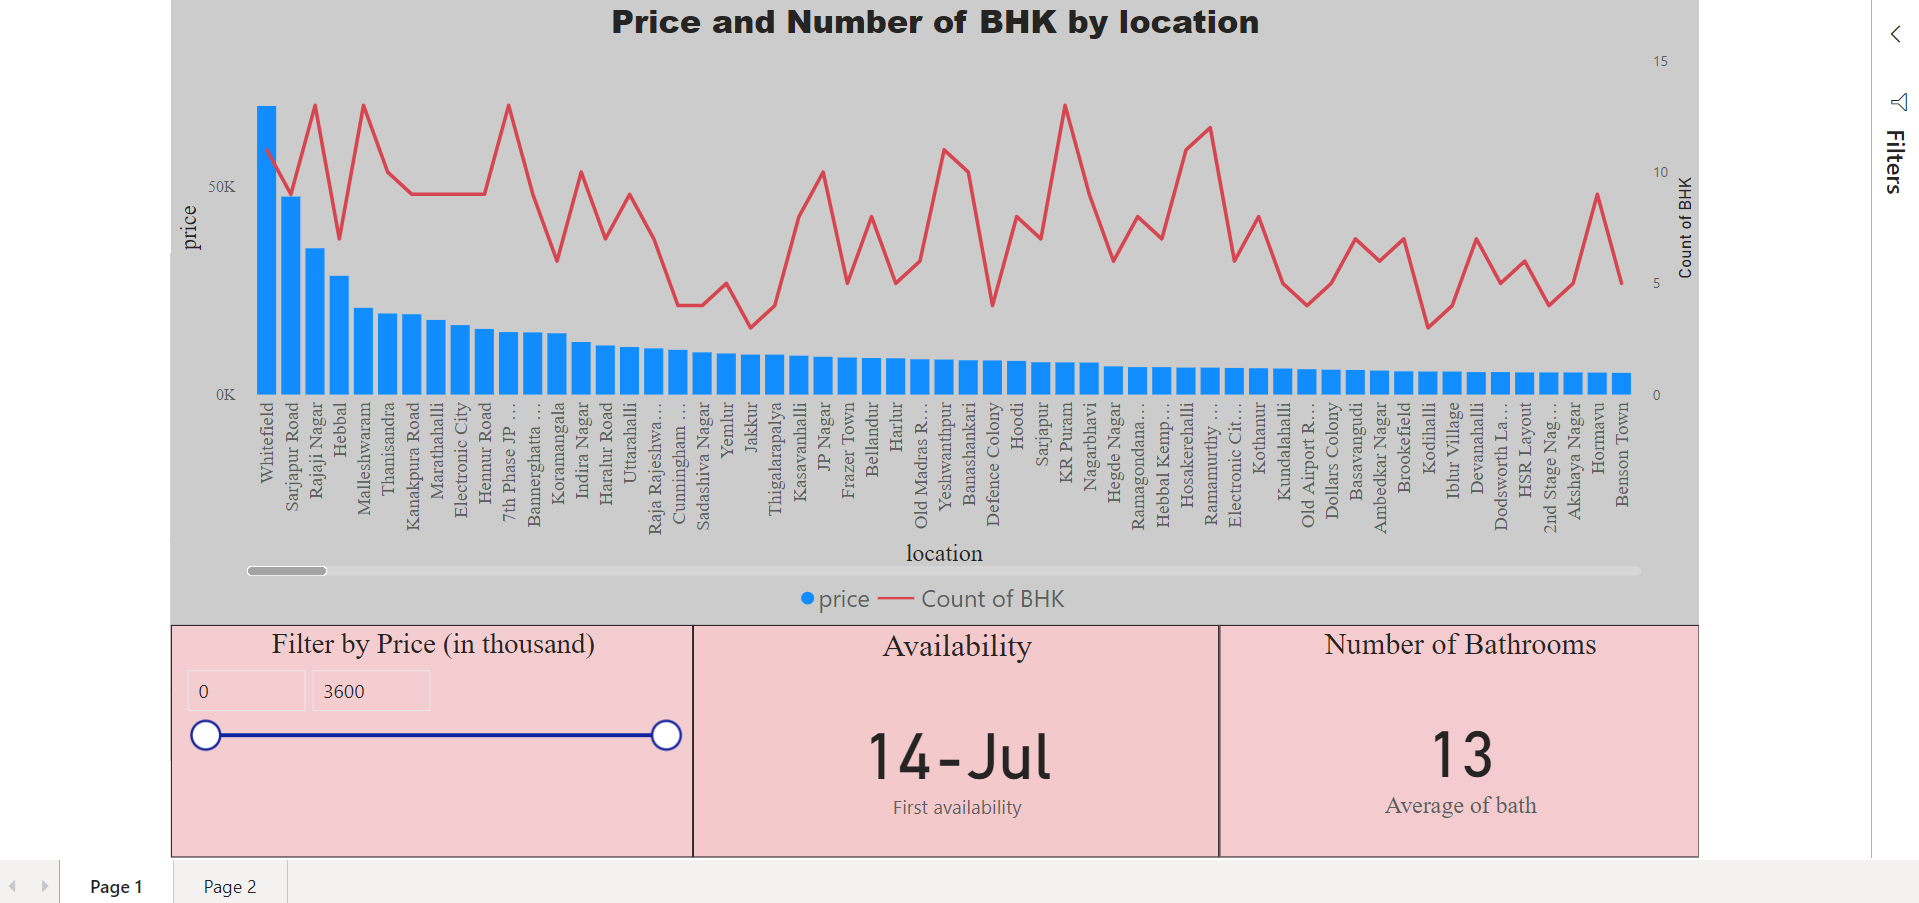 Price and Number of BHK by location
15
50K
10
5
0K
0
price
Count of BHK
Whitefield
Sarjapur Road
Rajaji Nagar
Hebbal
Malleshwaram
Thanisandra
Kanakpura Road
Marathahalli
Electronic City
Hennur Road
7th Phase JP …
Bannerghatta …
Koramangala
Indira Nagar
Haralur Road
Uttarahalli
Raja Rajeshwa…
Cunningham …
Sadashiva Nagar
Yemlur
Jakkur
Thigalarapalya
Kasavanhalli
JP Nagar
Frazer Town
Bellandur
Harlur
Old Madras R…
Yeshwanthpur
Banashankari
Defence Colony
Hoodi
Sarjapur
KR Puram
Nagarbhavi
Hegde Nagar
Ramagondana…
Hebbal Kemp…
Hosakerehalli
Ramamurthy …
Electronic Cit…
Kothanur
Kundalahalli
Old Airport R…
Dollars Colony
Basavangudi
Ambedkar Nagar
Brookefield
Kodihalli
Iblur Village
Devanahalli
Dodsworth La…
HSR Layout
2nd Stage Nag…
Akshaya Nagar
Hormavu
Benson Town
location
price Count of BHK
Filter by Price (in thousand)
0 3600
Availability
14-Jul
First availability
Number of Bathrooms
13
Average of bath
Filters
Page 1 Page 2